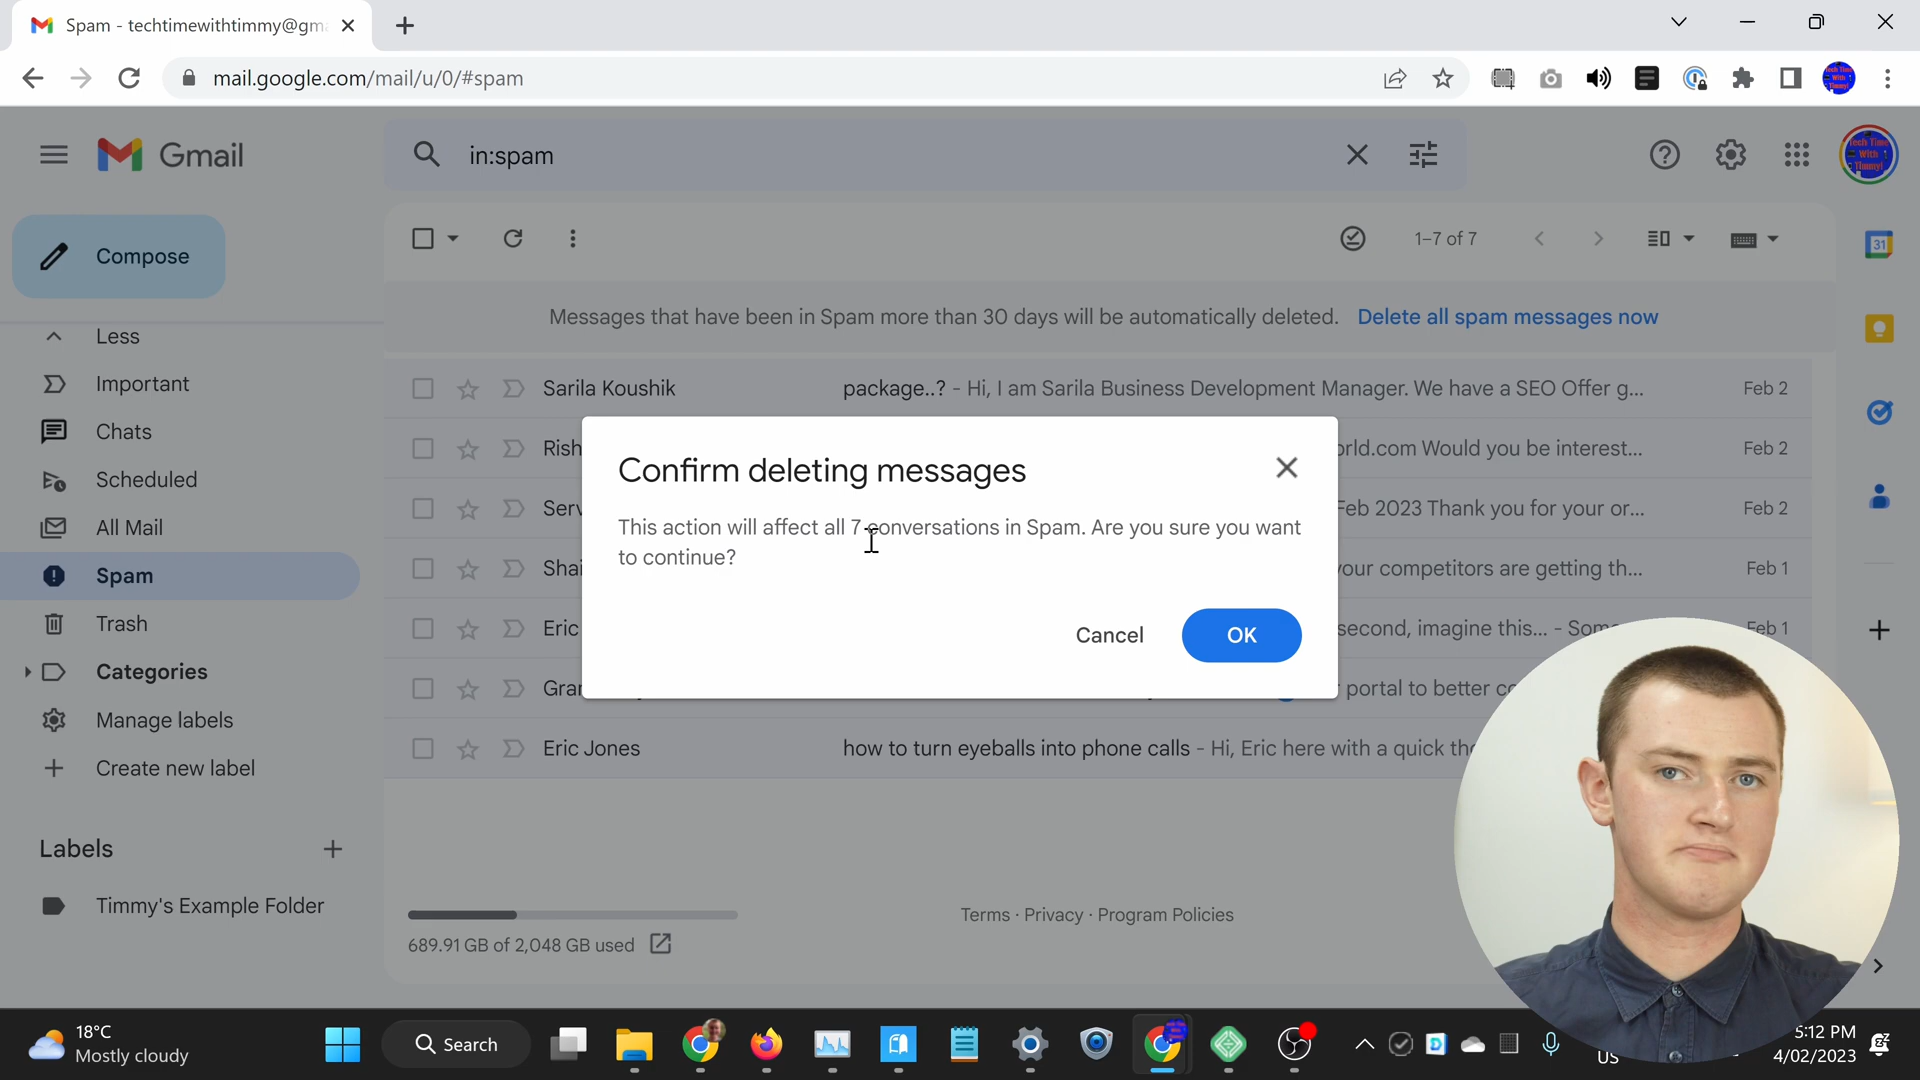 Spam - techtimewithtimmy@gm
mail.google.com/mail/u/0/#spam
Gmail
in:spam
Tech Time With Timmy!
Compose
1–7 of 7
31
Messages that have been in Spam more than 30 days will be automatically deleted. Delete all spam messages now
Less
Important
Chats
Scheduled
All Mail
Spam
Trash
Categories
Manage labels
Create new label
Labels
Timmy's Example Folder
Sarila Koushik package..? - Hi, I am Sarila Business Development Manager. We have a SEO Offer g... Feb 2
Rish
rld.com Would you be interest... Feb 2
Serv
Feb 2023 Thank you for your or... Feb 2
Shai
your competitors are getting th... Feb 1
Eric
second, imagine this... - Som Feb 1
Gra
portal to better co
Eric Jones how to turn eyeballs into phone calls - Hi, Eric here with a quick th
Confirm deleting messages
This action will affect all 7 conversations in Spam. Are you sure you want
to continue?
Cancel OK
689.91 GB of 2,048 GB used
Terms · Privacy · Program Policies
18°C
Mostly cloudy
Search
US
5:12 PM
4/02/2023